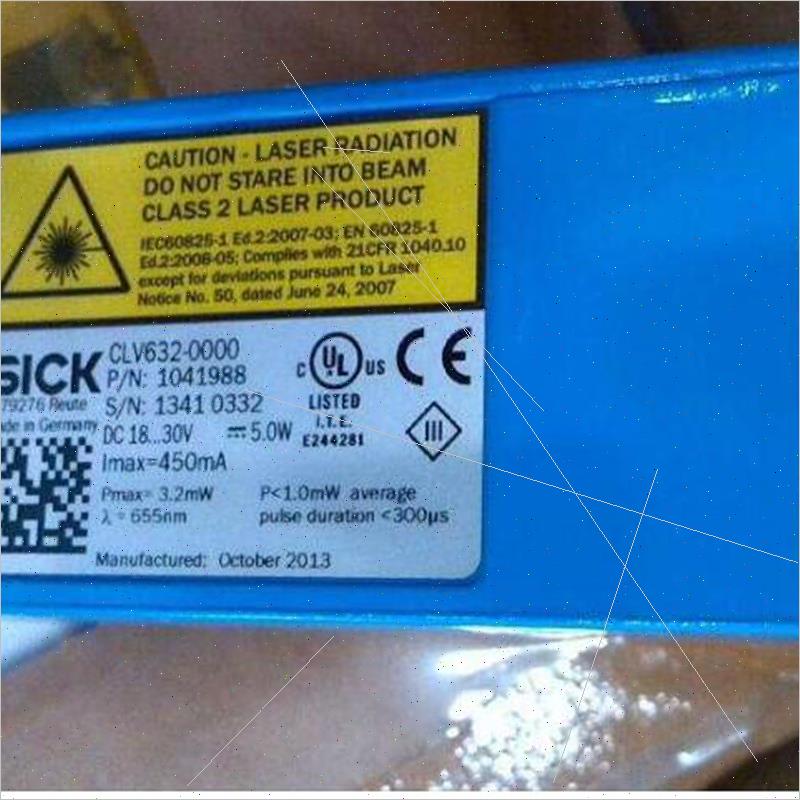 CAUTION - LASER RADIATION
DO NOT STARE INTO BEAM
CLASS 2 LASER PRODUCT
IEC60825-1 Ed.2:2007-03; EN 60825-1
Ed.2:2008-05; Complies with 21CFR 1040.10
except for deviations pursuant to Laser
Notice No. 50, dated June 24, 2007
SICK
79276 Reute
Made in Germany
CLV632-0000
P/N: 1041988
S/N: 1341 0332
DC 18...30V ⎓ 5.0W
Imax=450mA
Pmax= 3.2mW
λ = 655nm
C UL US
LISTED
I.T.E.
E244281
CE
III
P<1.0mW average
pulse duration <300µs
Manufactured: October 2013